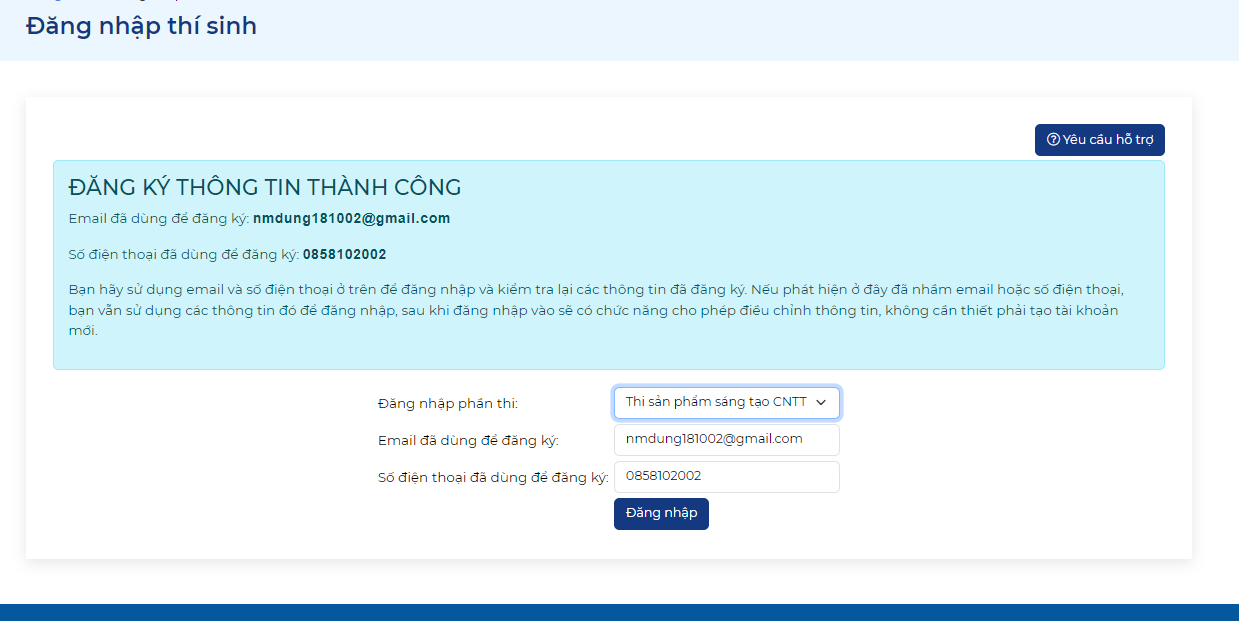 Đăng nhập thí sinh
Yêu cầu hỗ trợ
ĐĂNG KÝ THÔNG TIN THÀNH CÔNG
Email đã dùng để đăng ký: nmdung181002@gmail.com
Số điện thoại đã dùng để đăng ký: 0858102002
Bạn hãy sử dụng email và số điện thoại ở trên để đăng nhập và kiểm tra lại các thông tin đã đăng ký. Nếu phát hiện ở đây đã nhầm email hoặc số điện thoại,
bạn vẫn sử dụng các thông tin đó để đăng nhập, sau khi đăng nhập vào sẽ có chức năng cho phép điều chỉnh thông tin, không cần thiết phải tạo tài khoản
mới.
Đăng nhập phần thi: Thi sản phẩm sáng tạo CNTT
Email đã dùng để đăng ký: nmdung181002@gmail.com
Số điện thoại đã dùng để đăng ký: 0858102002
Đăng nhập